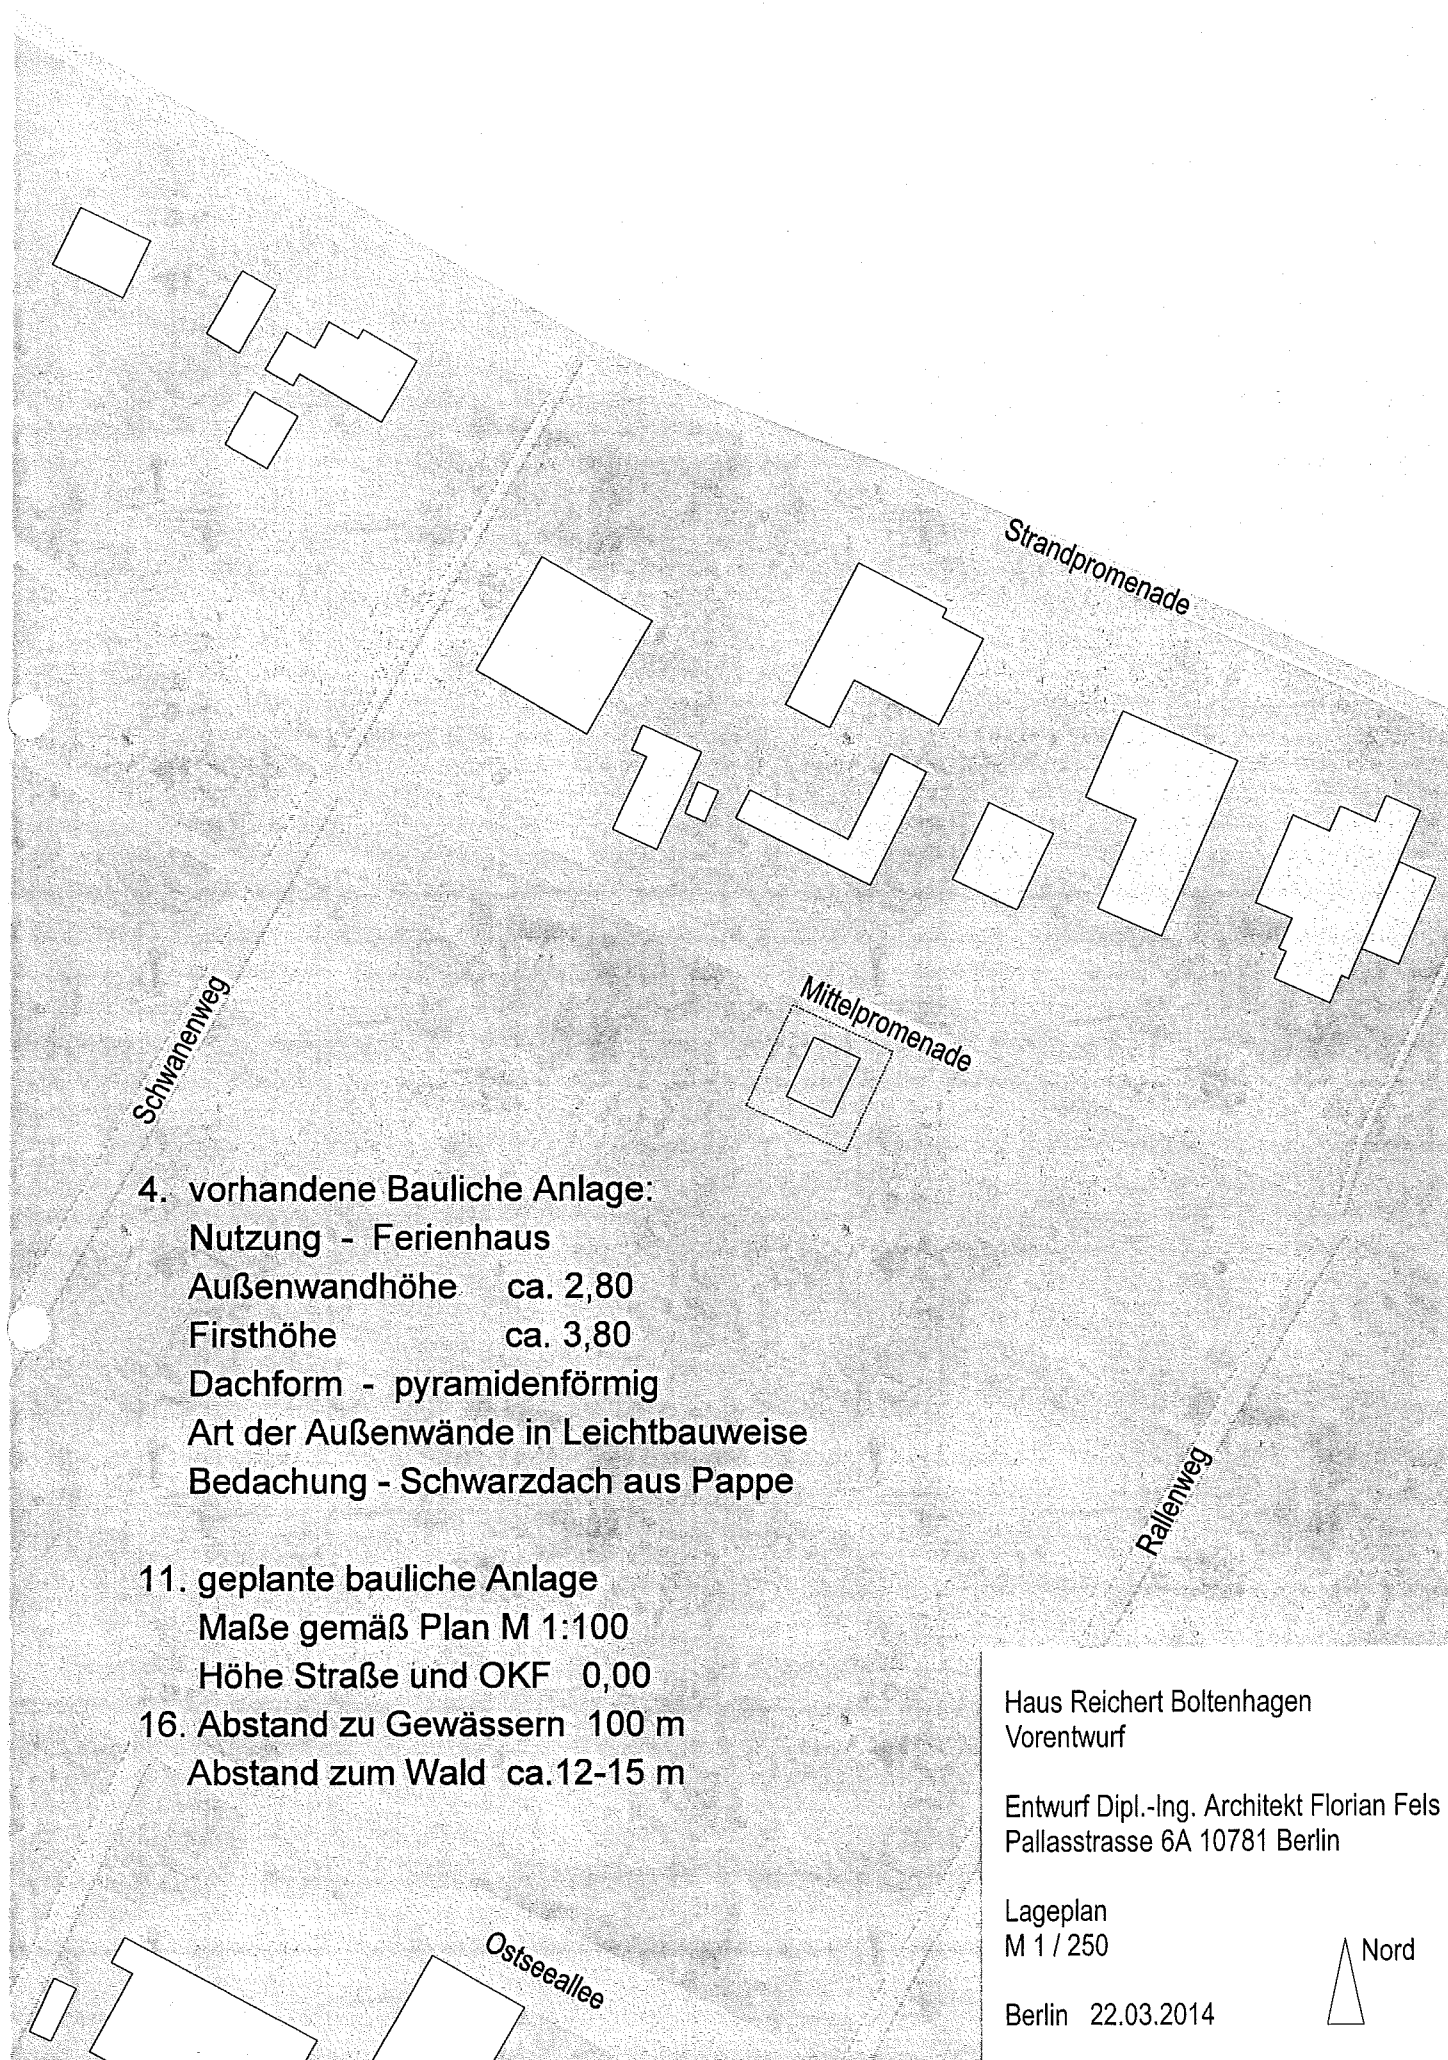 Strandpromenade
Schwanenweg
Mittelpromenade
4. vorhandene Bauliche Anlage:
Nutzung - Ferienhaus
Außenwandhöhe ca. 2,80
Firsthöhe ca. 3,80
Dachform - pyramidenförmig
Art der Außenwände in Leichtbauweise
Bedachung - Schwarzdach aus Pappe
Rallenweg
11. geplante bauliche Anlage
Maße gemäß Plan M 1:100
Höhe Straße und OKF 0,00
16. Abstand zu Gewässern 100 m
Abstand zum Wald ca.12-15 m
Ostseeallee
Haus Reichert Boltenhagen
Vorentwurf
Entwurf Dipl.-Ing. Architekt Florian Fels
Pallasstrasse 6A 10781 Berlin
Lageplan
M 1 / 250
Nord
Berlin 22.03.2014